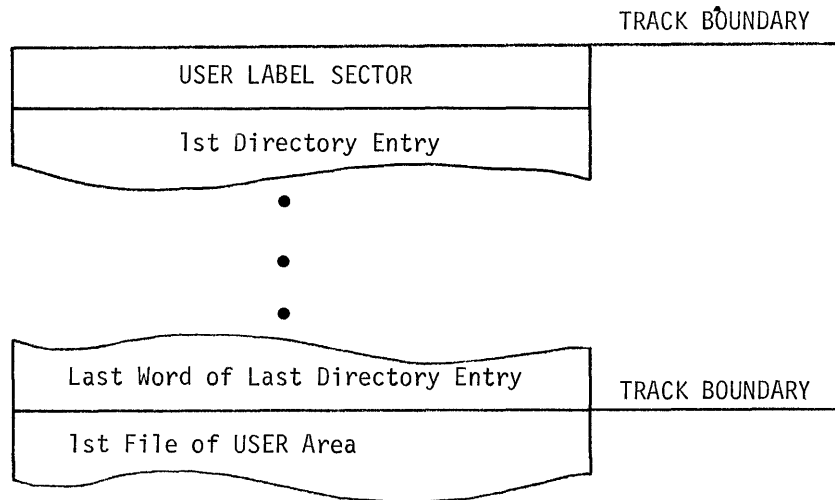 TRACK BOUNDARY
USER LABEL SECTOR
1st Directory Entry
Last Word of Last Directory Entry
TRACK BOUNDARY
1st File of USER Area